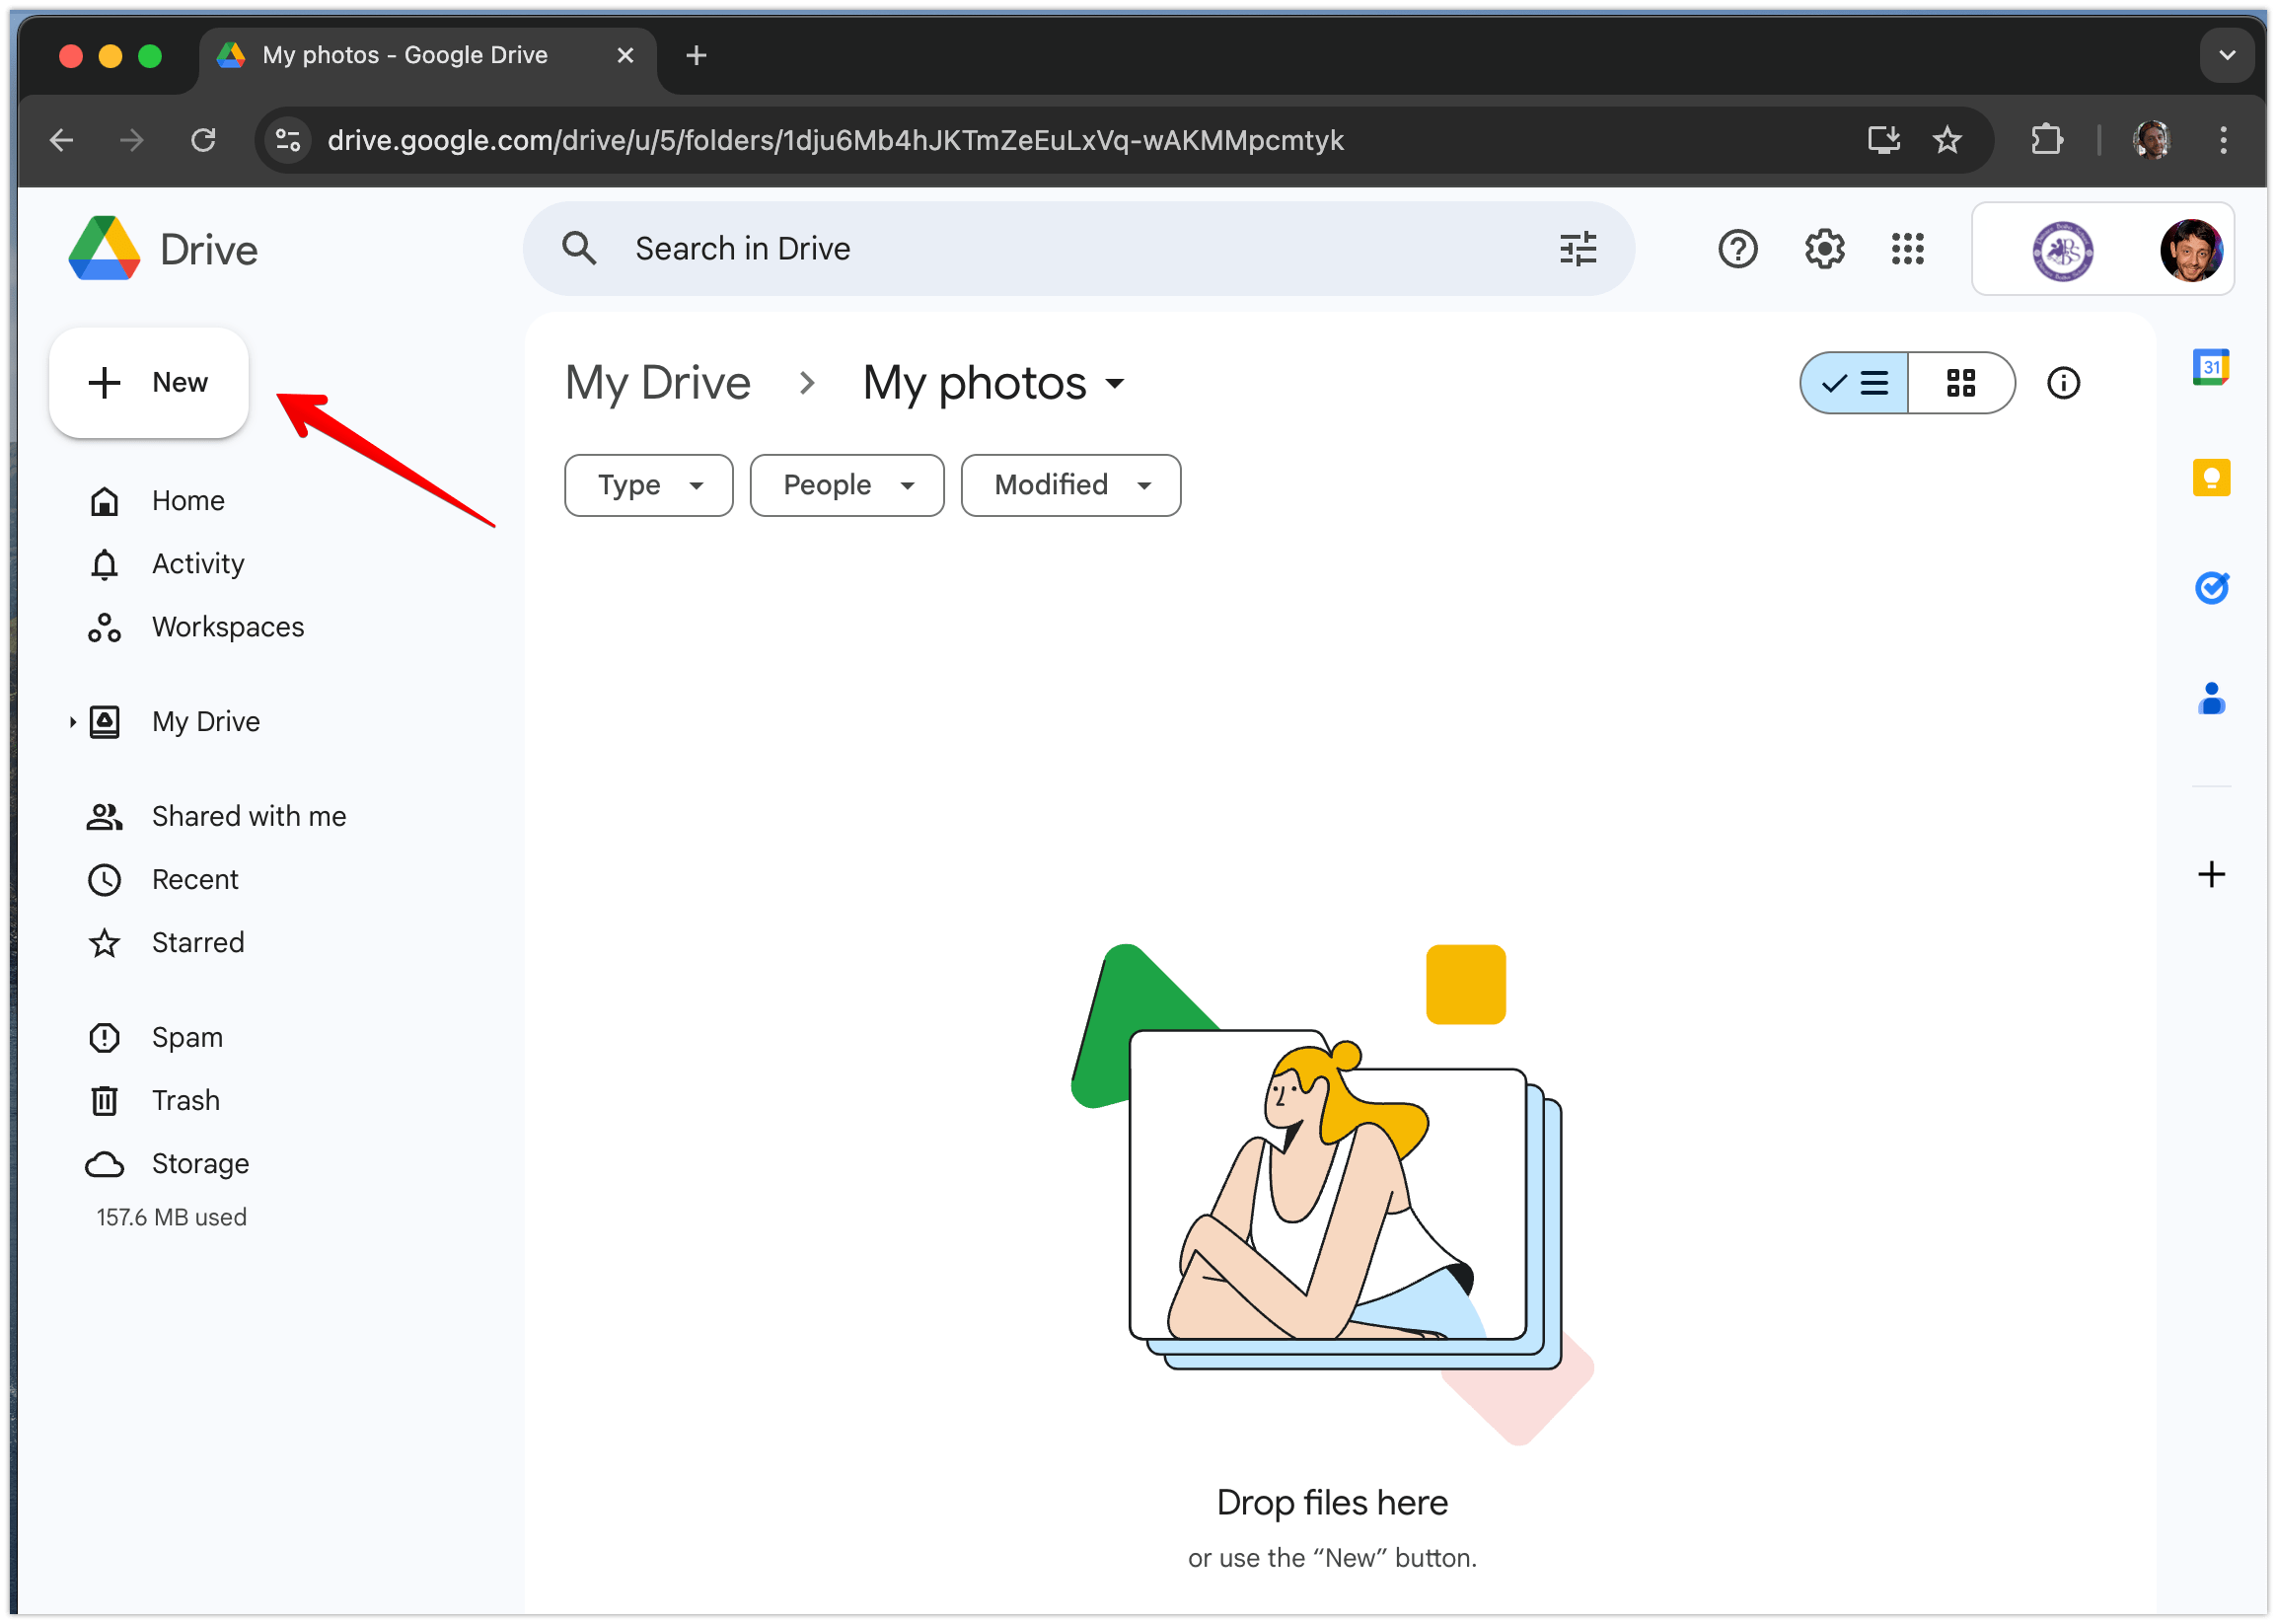 My photos - Google Drive
drive.google.com/drive/u/5/folders/1dju6Mb4hJKTmZeEuLxVq-wAKMMpcmtyk
Drive
Search in Drive
New
My Drive
My photos
Type
People
Modified
31
Home
Activity
Workspaces
My Drive
Shared with me
Recent
Starred
Spam
Trash
Storage
157.6 MB used
Drop files here
or use the “New” button.